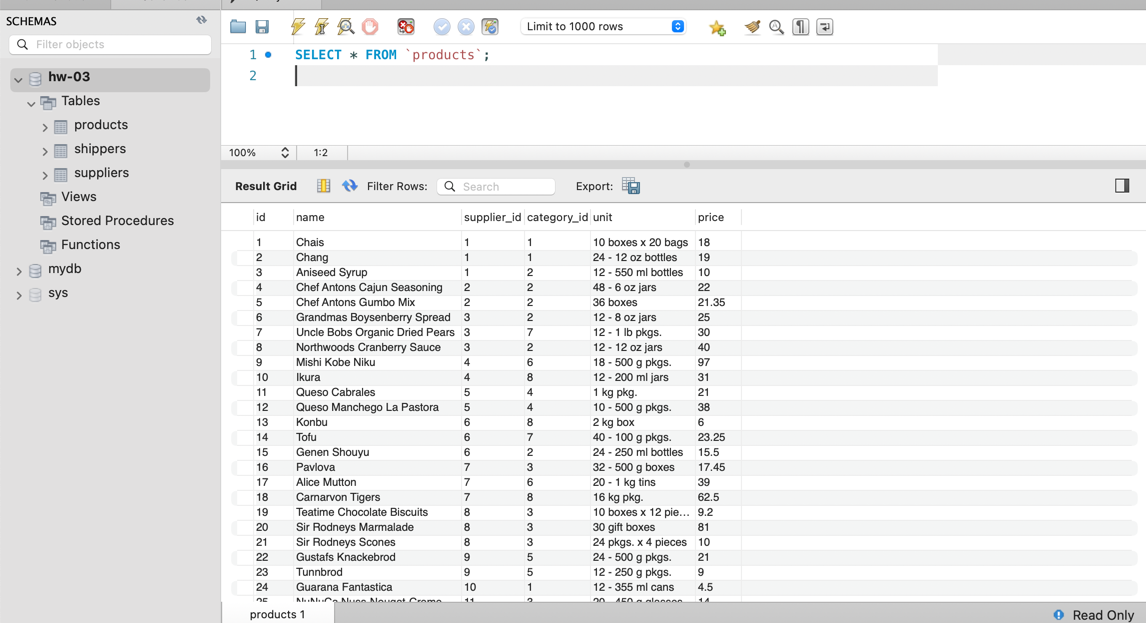 SCHEMAS
Filter objects
hw-03
Tables
products
shippers
suppliers
Views
Stored Procedures
Functions
mydb
sys
Limit to 1000 rows
1 SELECT * FROM `products`;
2
100% 1:2
Result Grid Filter Rows: Search Export:
id name supplier_id category_id unit price
1 Chais 1 1 10 boxes x 20 bags 18
2 Chang 1 1 24 - 12 oz bottles 19
3 Aniseed Syrup 1 2 12 - 550 ml bottles 10
4 Chef Antons Cajun Seasoning 2 2 48 - 6 oz jars 22
5 Chef Antons Gumbo Mix 2 2 36 boxes 21.35
6 Grandmas Boysenberry Spread 3 2 12 - 8 oz jars 25
7 Uncle Bobs Organic Dried Pears 3 7 12 - 1 lb pkgs. 30
8 Northwoods Cranberry Sauce 3 2 12 - 12 oz jars 40
9 Mishi Kobe Niku 4 6 18 - 500 g pkgs. 97
10 Ikura 4 8 12 - 200 ml jars 31
11 Queso Cabrales 5 4 1 kg pkg. 21
12 Queso Manchego La Pastora 5 4 10 - 500 g pkgs. 38
13 Konbu 6 8 2 kg box 6
14 Tofu 6 7 40 - 100 g pkgs. 23.25
15 Genen Shouyu 6 2 24 - 250 ml bottles 15.5
16 Pavlova 7 3 32 - 500 g boxes 17.45
17 Alice Mutton 7 6 20 - 1 kg tins 39
18 Carnarvon Tigers 7 8 16 kg pkg. 62.5
19 Teatime Chocolate Biscuits 8 3 10 boxes x 12 pie... 9.2
20 Sir Rodneys Marmalade 8 3 30 gift boxes 81
21 Sir Rodneys Scones 8 3 24 pkgs. x 4 pieces 10
22 Gustafs Knackebrod 9 5 24 - 500 g pkgs. 21
23 Tunnbrod 9 5 12 - 250 g pkgs. 9
24 Guarana Fantastica 10 1 12 - 355 ml cans 4.5
products 1
Read Only